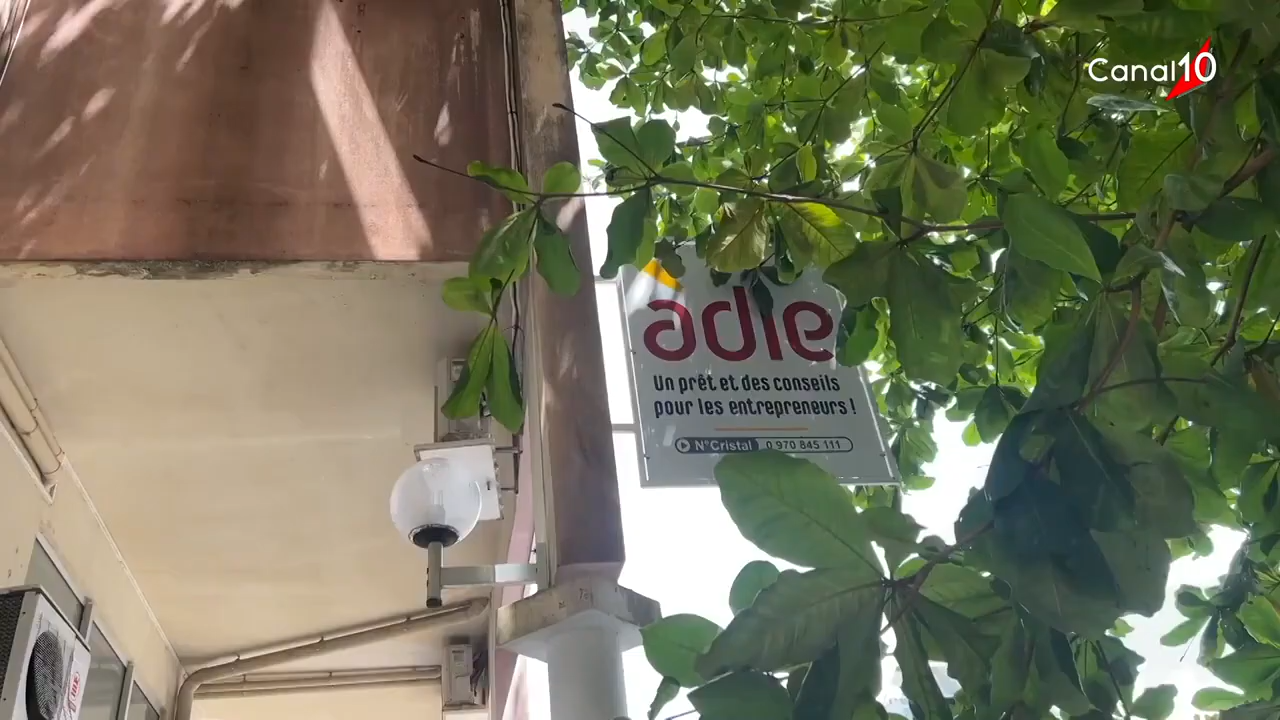 Canal10
adie
Un prêt et des conseils
pour les entrepreneurs !
N°Cristal 0 970 845 111